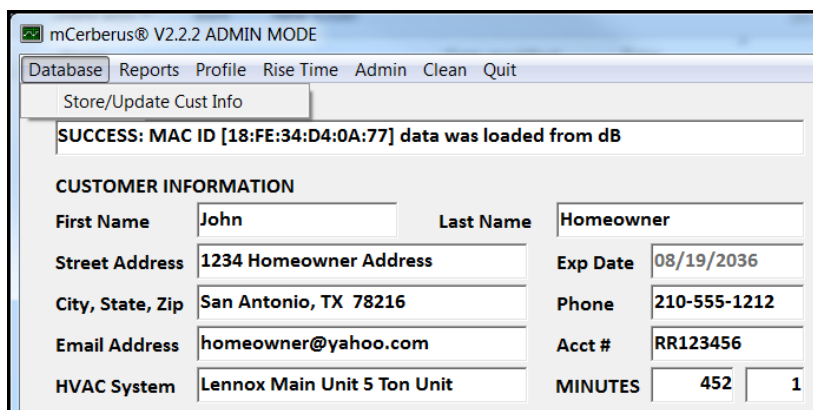 mCerberus® V2.2.2 ADMIN MODE
Database Reports Profile Rise Time Admin Clean Quit
Store/Update Cust Info
SUCCESS: MAC ID [18:FE:34:D4:0A:77] data was loaded from dB
CUSTOMER INFORMATION
First Name John Last Name Homeowner
Street Address 1234 Homeowner Address Exp Date 08/19/2036
City, State, Zip San Antonio, TX 78216 Phone 210-555-1212
Email Address homeowner@yahoo.com Acct # RR123456
HVAC System Lennox Main Unit 5 Ton Unit MINUTES 452 1